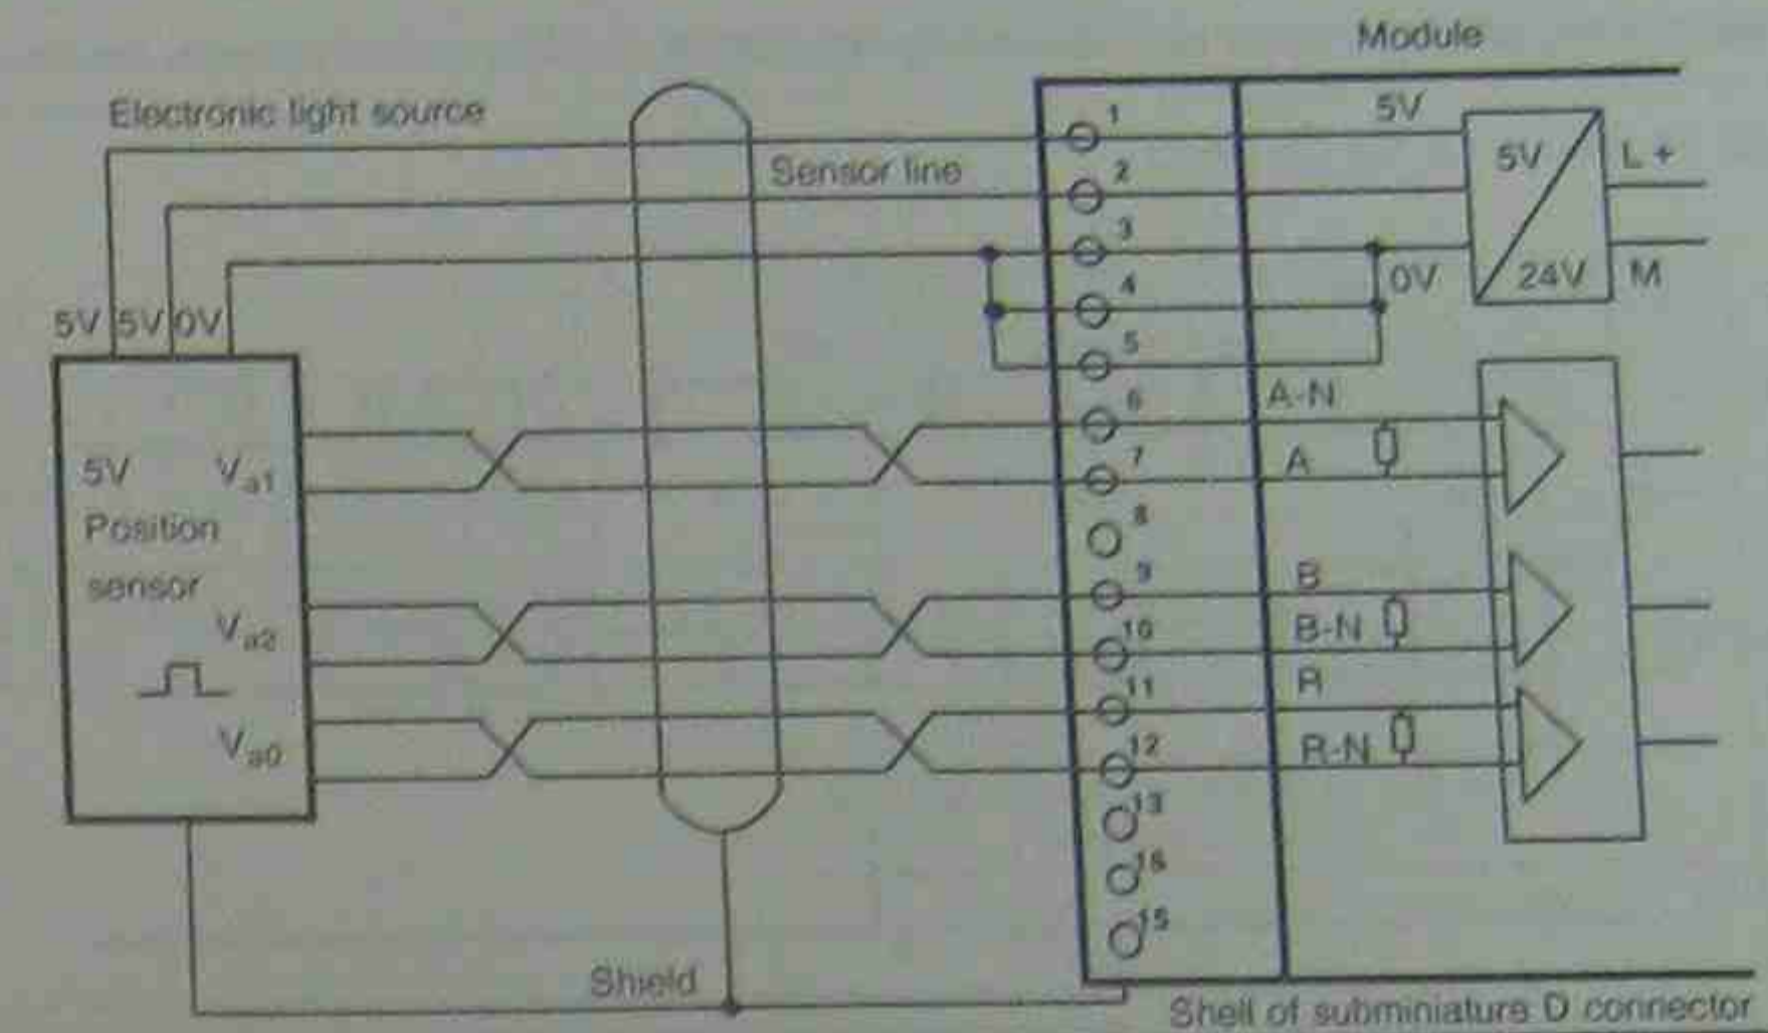 Module
Electronic light source
Sensor line
5V 5V 0V
5V
Position
sensor
Va1
Va2
Va0
Shield
1
2
3
4
5
6
7
8
9
10
11
12
13
15
5V
0V
5V
24V
L +
M
A-N
A
B
B-N
R
R-N
Shell of subminiature D connector